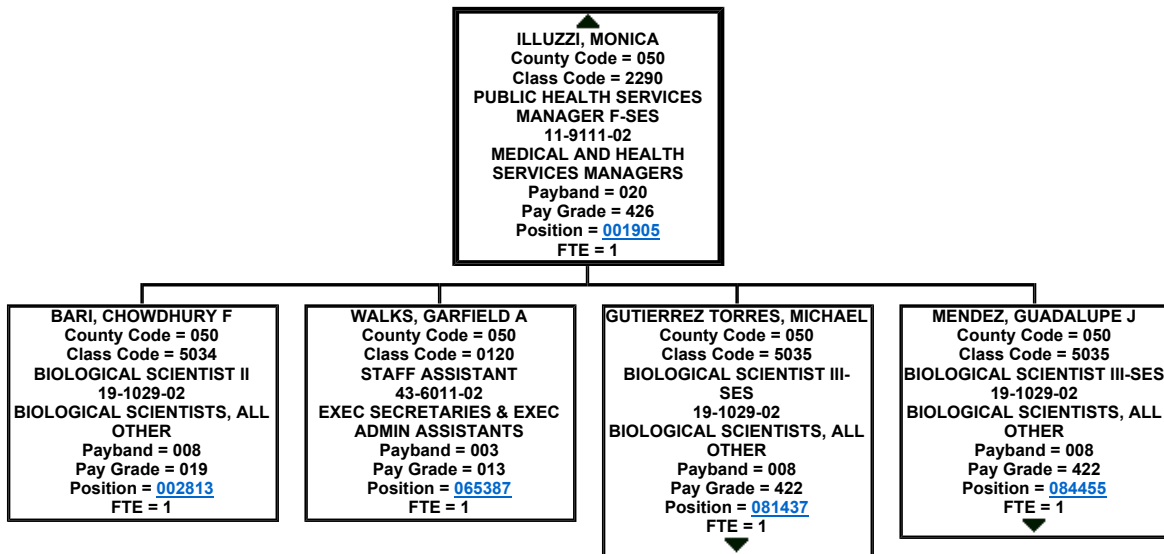 ILLUZZI, MONICA
County Code = 050
Class Code = 2290
PUBLIC HEALTH SERVICES
MANAGER F-SES
11-9111-02
MEDICAL AND HEALTH
SERVICES MANAGERS
Payband = 020
Pay Grade = 426
Position = 001905
FTE = 1
BARI, CHOWDHURY F
County Code = 050
Class Code = 5034
BIOLOGICAL SCIENTIST II
19-1029-02
BIOLOGICAL SCIENTISTS, ALL
OTHER
Payband = 008
Pay Grade = 019
Position = 002813
FTE = 1
WALKS, GARFIELD A
County Code = 050
Class Code = 0120
STAFF ASSISTANT
43-6011-02
EXEC SECRETARIES & EXEC
ADMIN ASSISTANTS
Payband = 003
Pay Grade = 013
Position = 065387
FTE = 1
GUTIERREZ TORRES, MICHAEL
County Code = 050
Class Code = 5035
BIOLOGICAL SCIENTIST III-
SES
19-1029-02
BIOLOGICAL SCIENTISTS, ALL
OTHER
Payband = 008
Pay Grade = 422
Position = 081437
FTE = 1
MENDEZ, GUADALUPE J
County Code = 050
Class Code = 5035
BIOLOGICAL SCIENTIST III-SES
19-1029-02
BIOLOGICAL SCIENTISTS, ALL
OTHER
Payband = 008
Pay Grade = 422
Position = 084455
FTE = 1